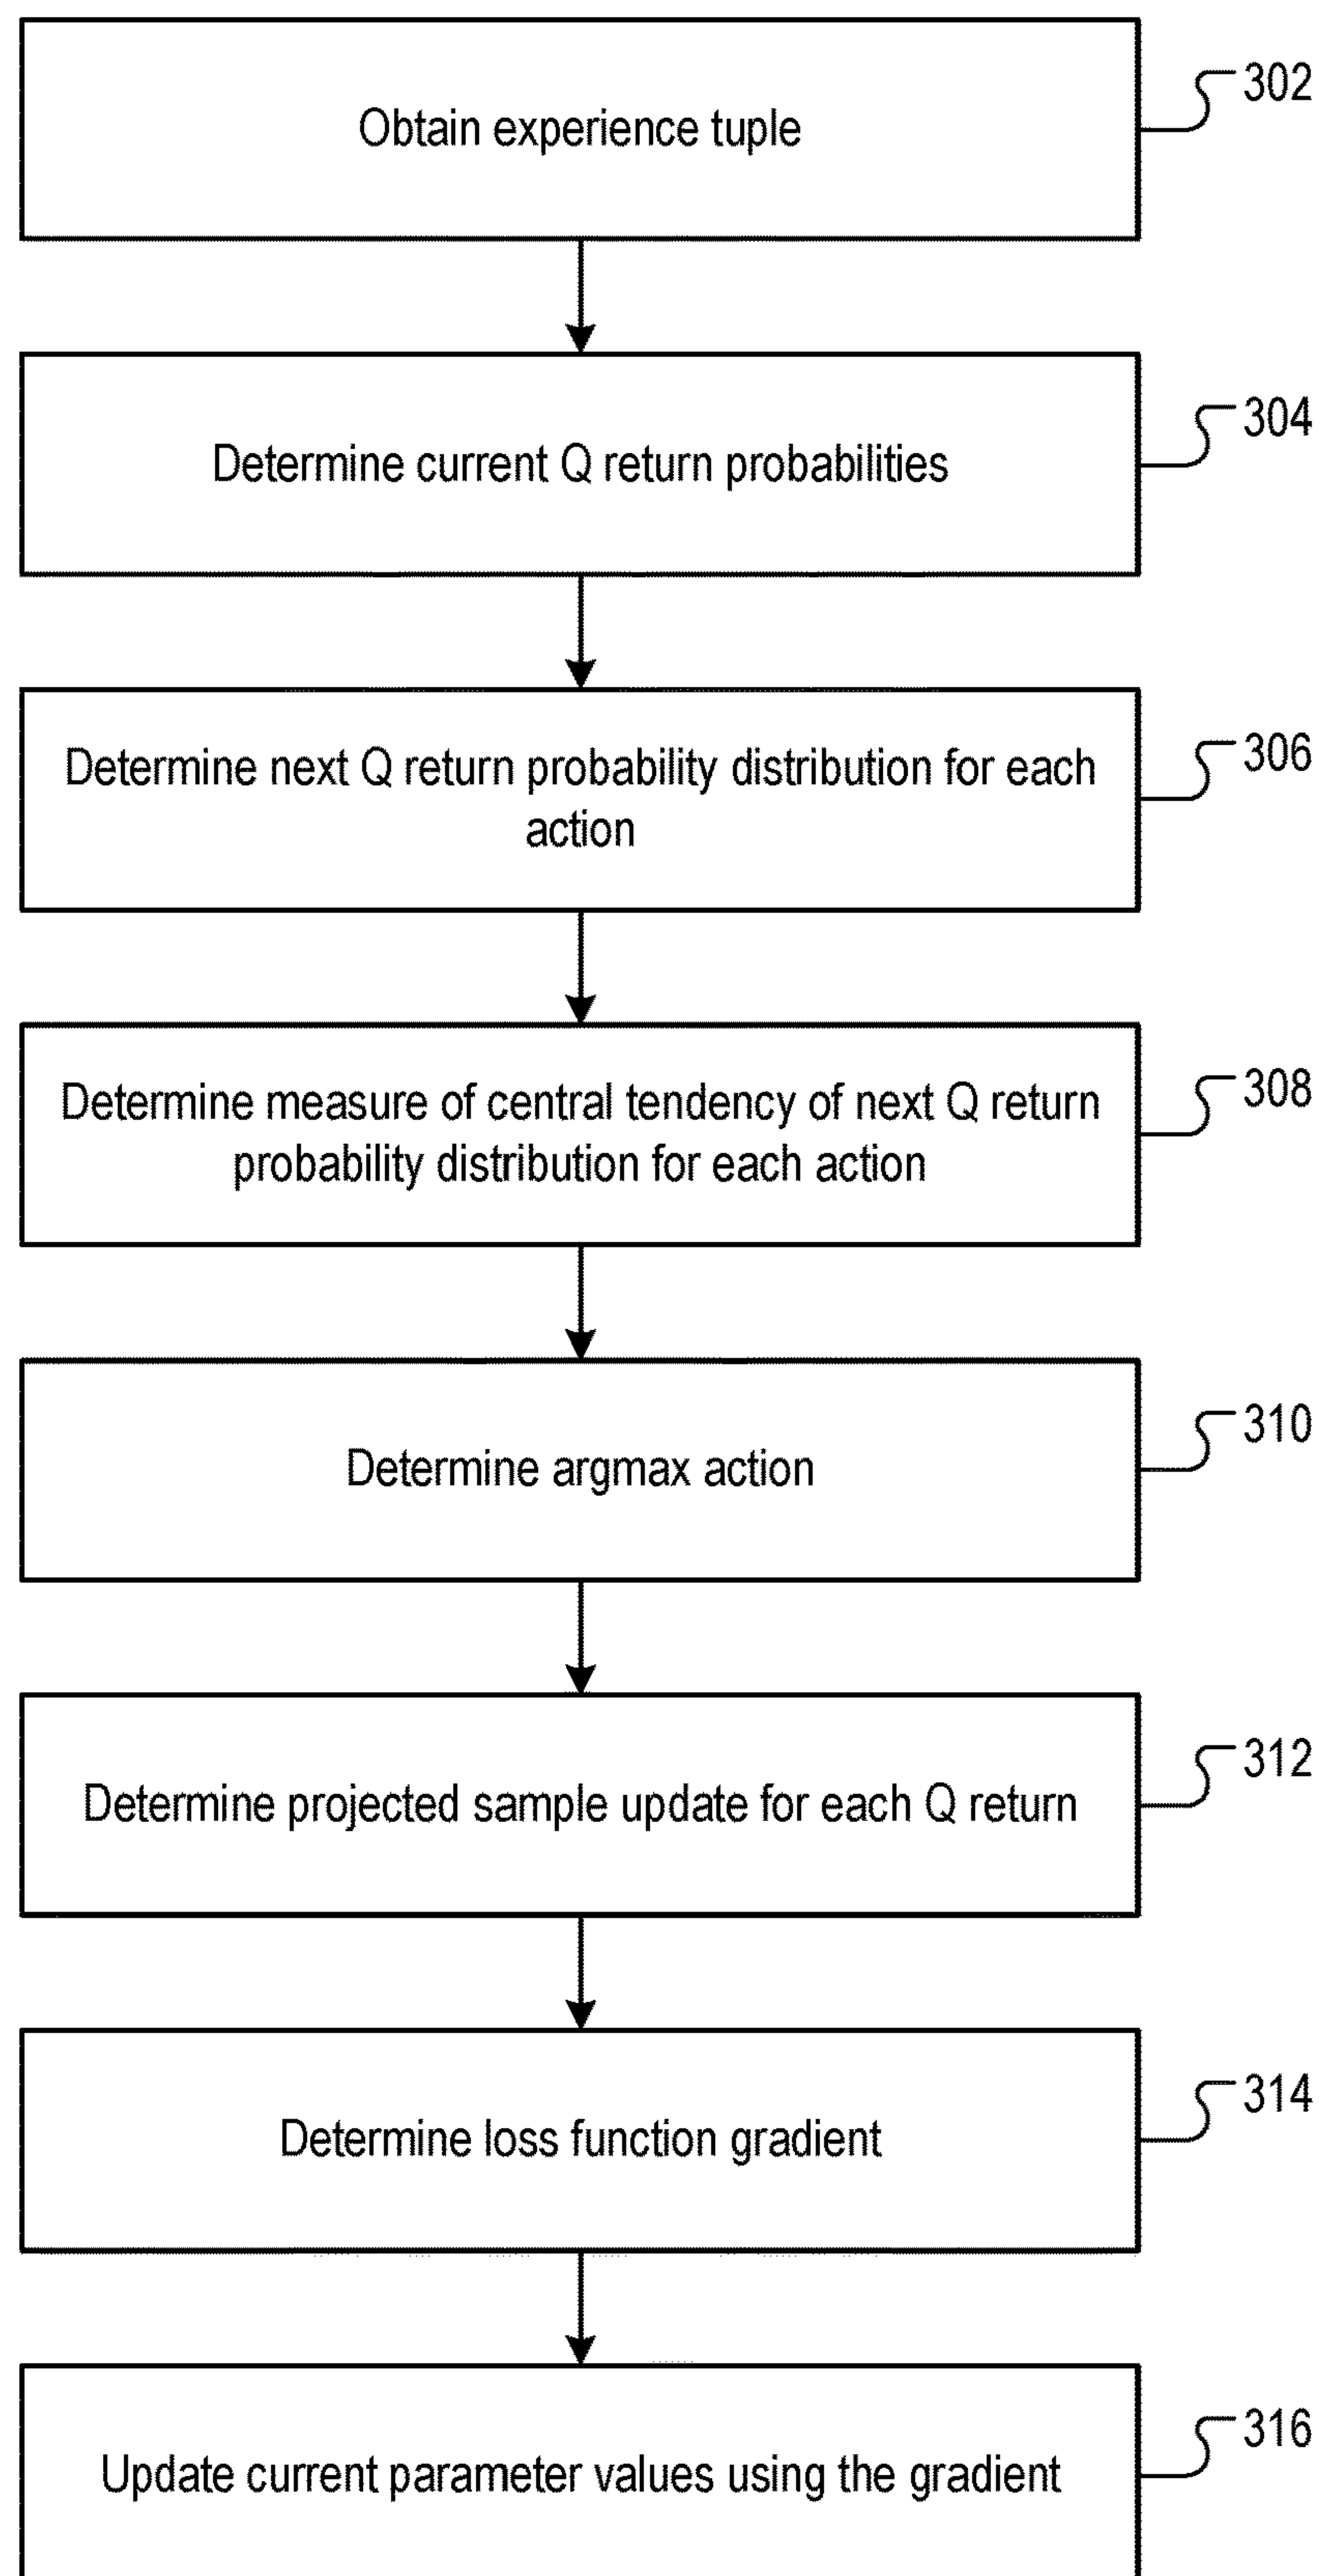 Obtain experience tuple
302
Determine current Q return probabilities
304
Determine next Q return probability distribution for each
action
306
Determine measure of central tendency of next Q return
probability distribution for each action
308
Determine argmax action
310
Determine projected sample update for each Q return
312
Determine loss function gradient
314
Update current parameter values using the gradient
316